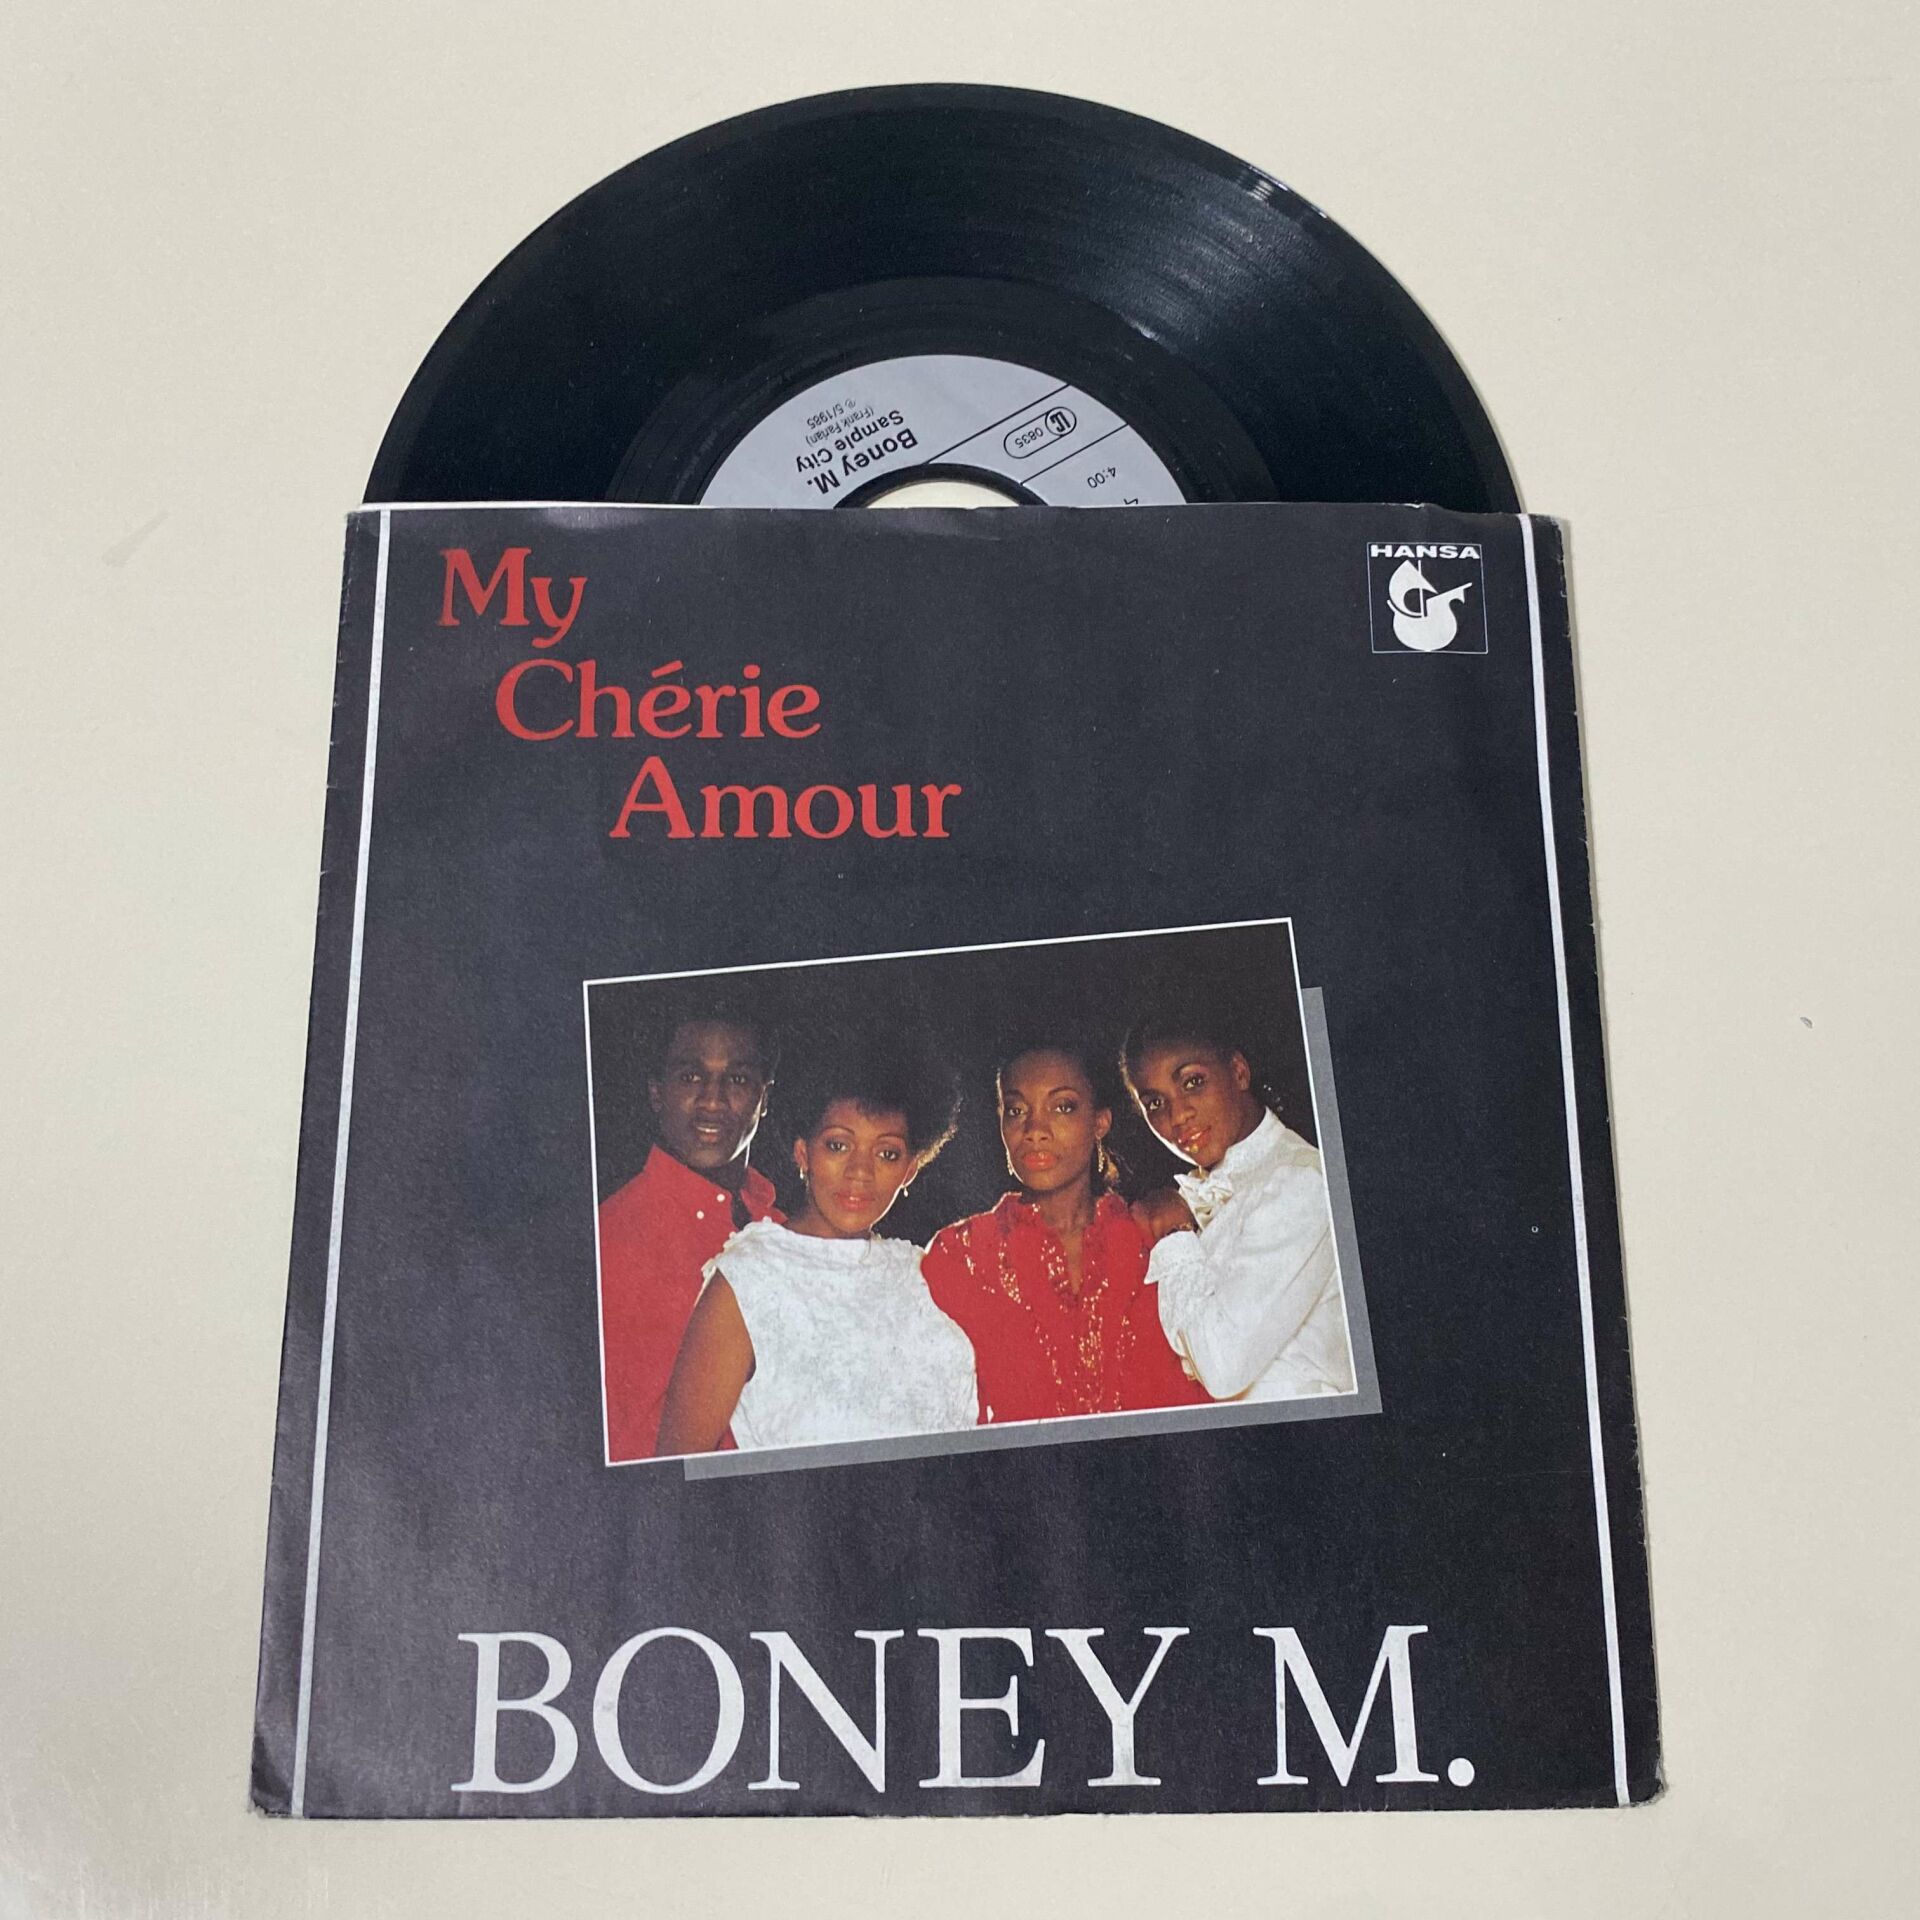 Boney M.
Sample City
(Frank Farian)
℗ 5/1985
LC 0835
4:00
My
Chérie
Amour
HANSA
BONEY M.